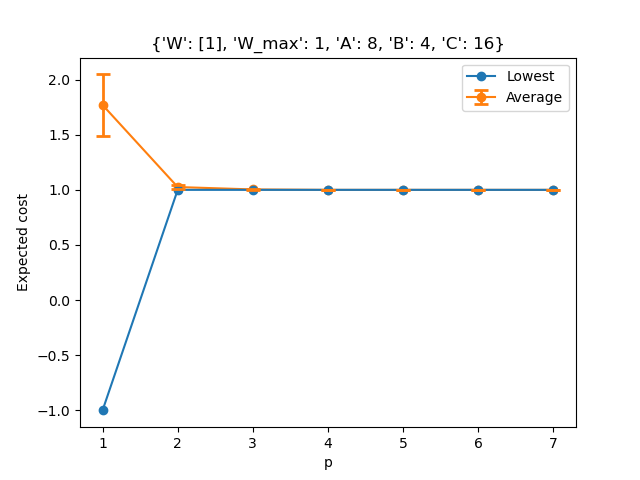 {'W': [1], 'W_max': 1, 'A': 8, 'B': 4, 'C': 16}
Lowest
Average
Expected cost
2.0
1.5
1.0
0.5
0.0
−0.5
−1.0
1 2 3 4 5 6 7
p